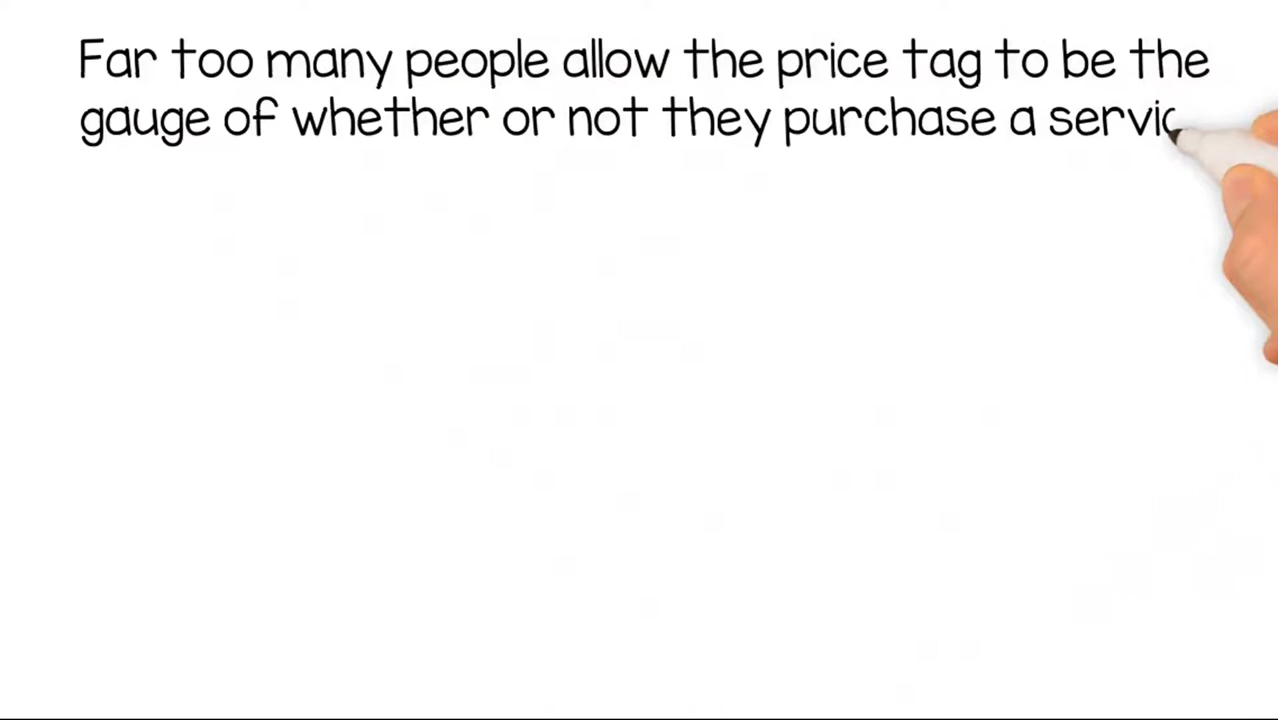 Far too many people allow the price tag to be the
gauge of whether or not they purchase a servic